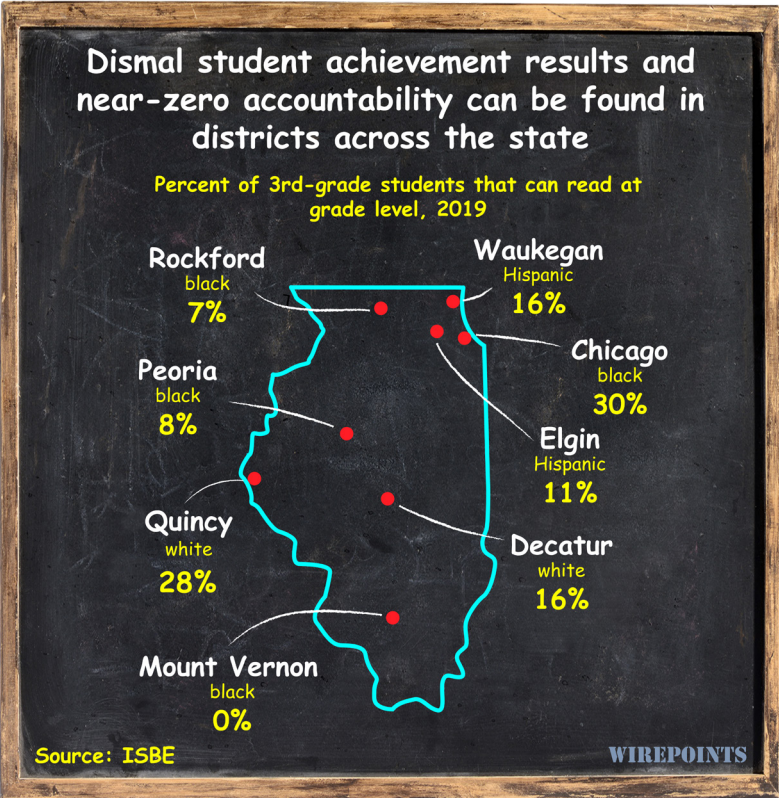 Dismal student achievement results and
near-zero accountability can be found in
districts across the state
Percent of 3rd-grade students that can read at
grade level, 2019
Rockford
black
7%
Waukegan
Hispanic
16%
Chicago
black
30%
Peoria
black
8%
Elgin
Hispanic
11%
Quincy
white
28%
Decatur
white
16%
Mount Vernon
black
0%
Source: ISBE
WIREPOINTS